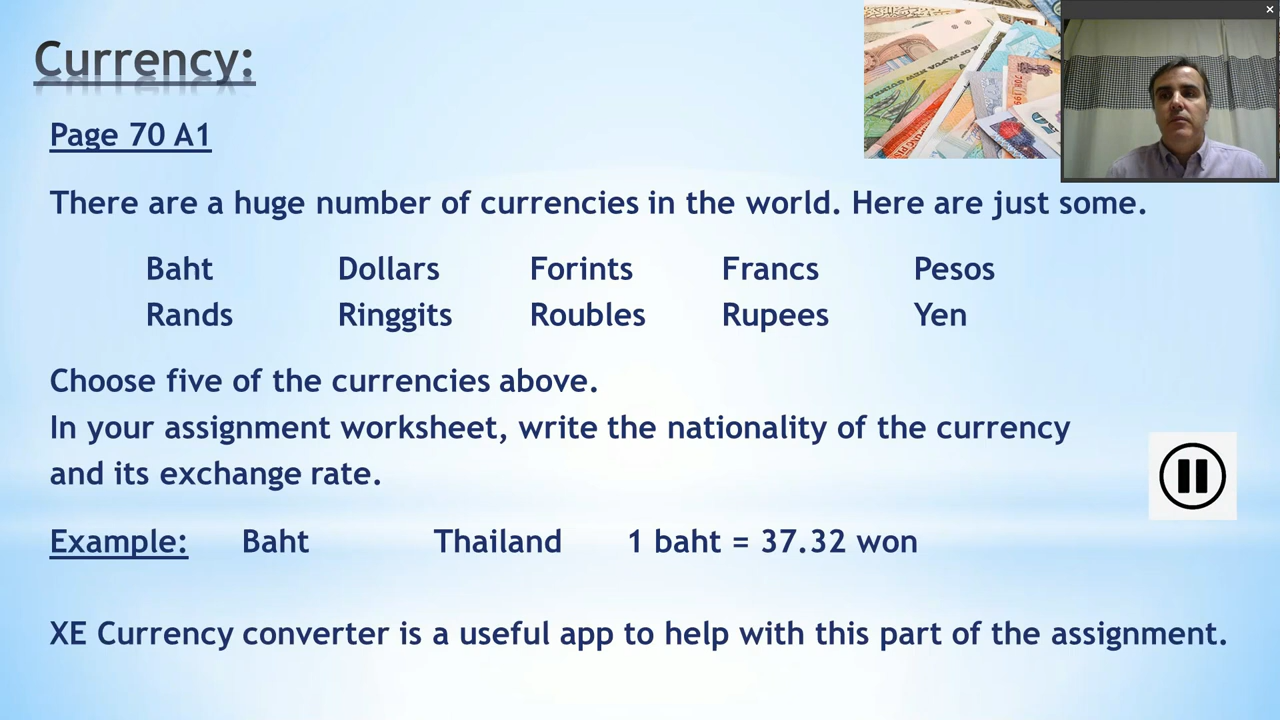 Currency:
Page 70 A1
There are a huge number of currencies in the world. Here are just some.
Baht Dollars Forints Francs Pesos
Rands Ringgits Roubles Rupees Yen
Choose five of the currencies above.
In your assignment worksheet, write the nationality of the currency
and its exchange rate.
Example: Baht Thailand 1 baht = 37.32 won
XE Currency converter is a useful app to help with this part of the assignment.